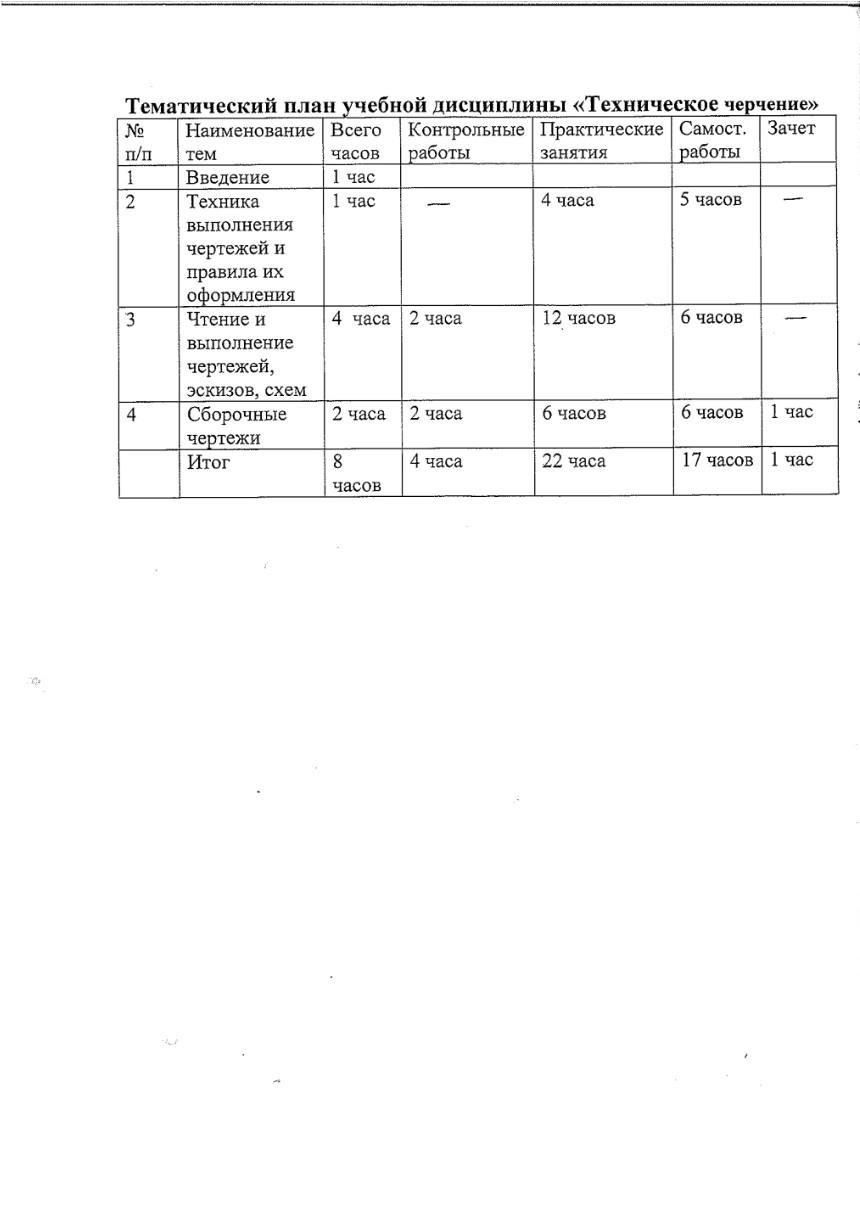 Тематический план учебной дисциплины «Техническое черчение»
№ Наименование Всего Контрольные Практические Самост. Зачет
п/п тем часов работы занятия работы
1 Введение 1 час
2 Техника 1 час — 4 часа 5 часов —
выполнения
чертежей и
правила их
оформления
3 Чтение и 4 часа 2 часа 12 часов 6 часов —
выполнение
чертежей,
эскизов, схем
4 Сборочные 2 часа 2 часа 6 часов 6 часов 1 час
чертежи
Итог 8 4 часа 22 часа 17 часов 1 час
часов